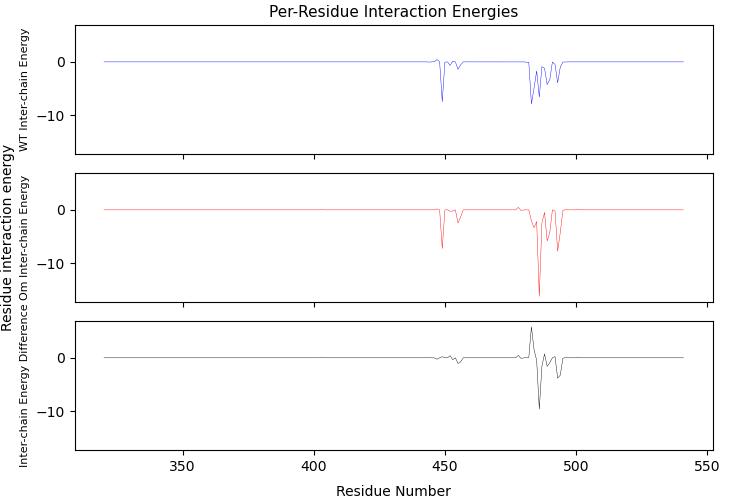 Per-Residue Interaction Energies
Residue interaction energy
WT Inter-chain Energy
0
−10
Om Inter-chain Energy
0
−10
Inter-chain Energy Difference
0
−10
350
400
450
500
550
Residue Number